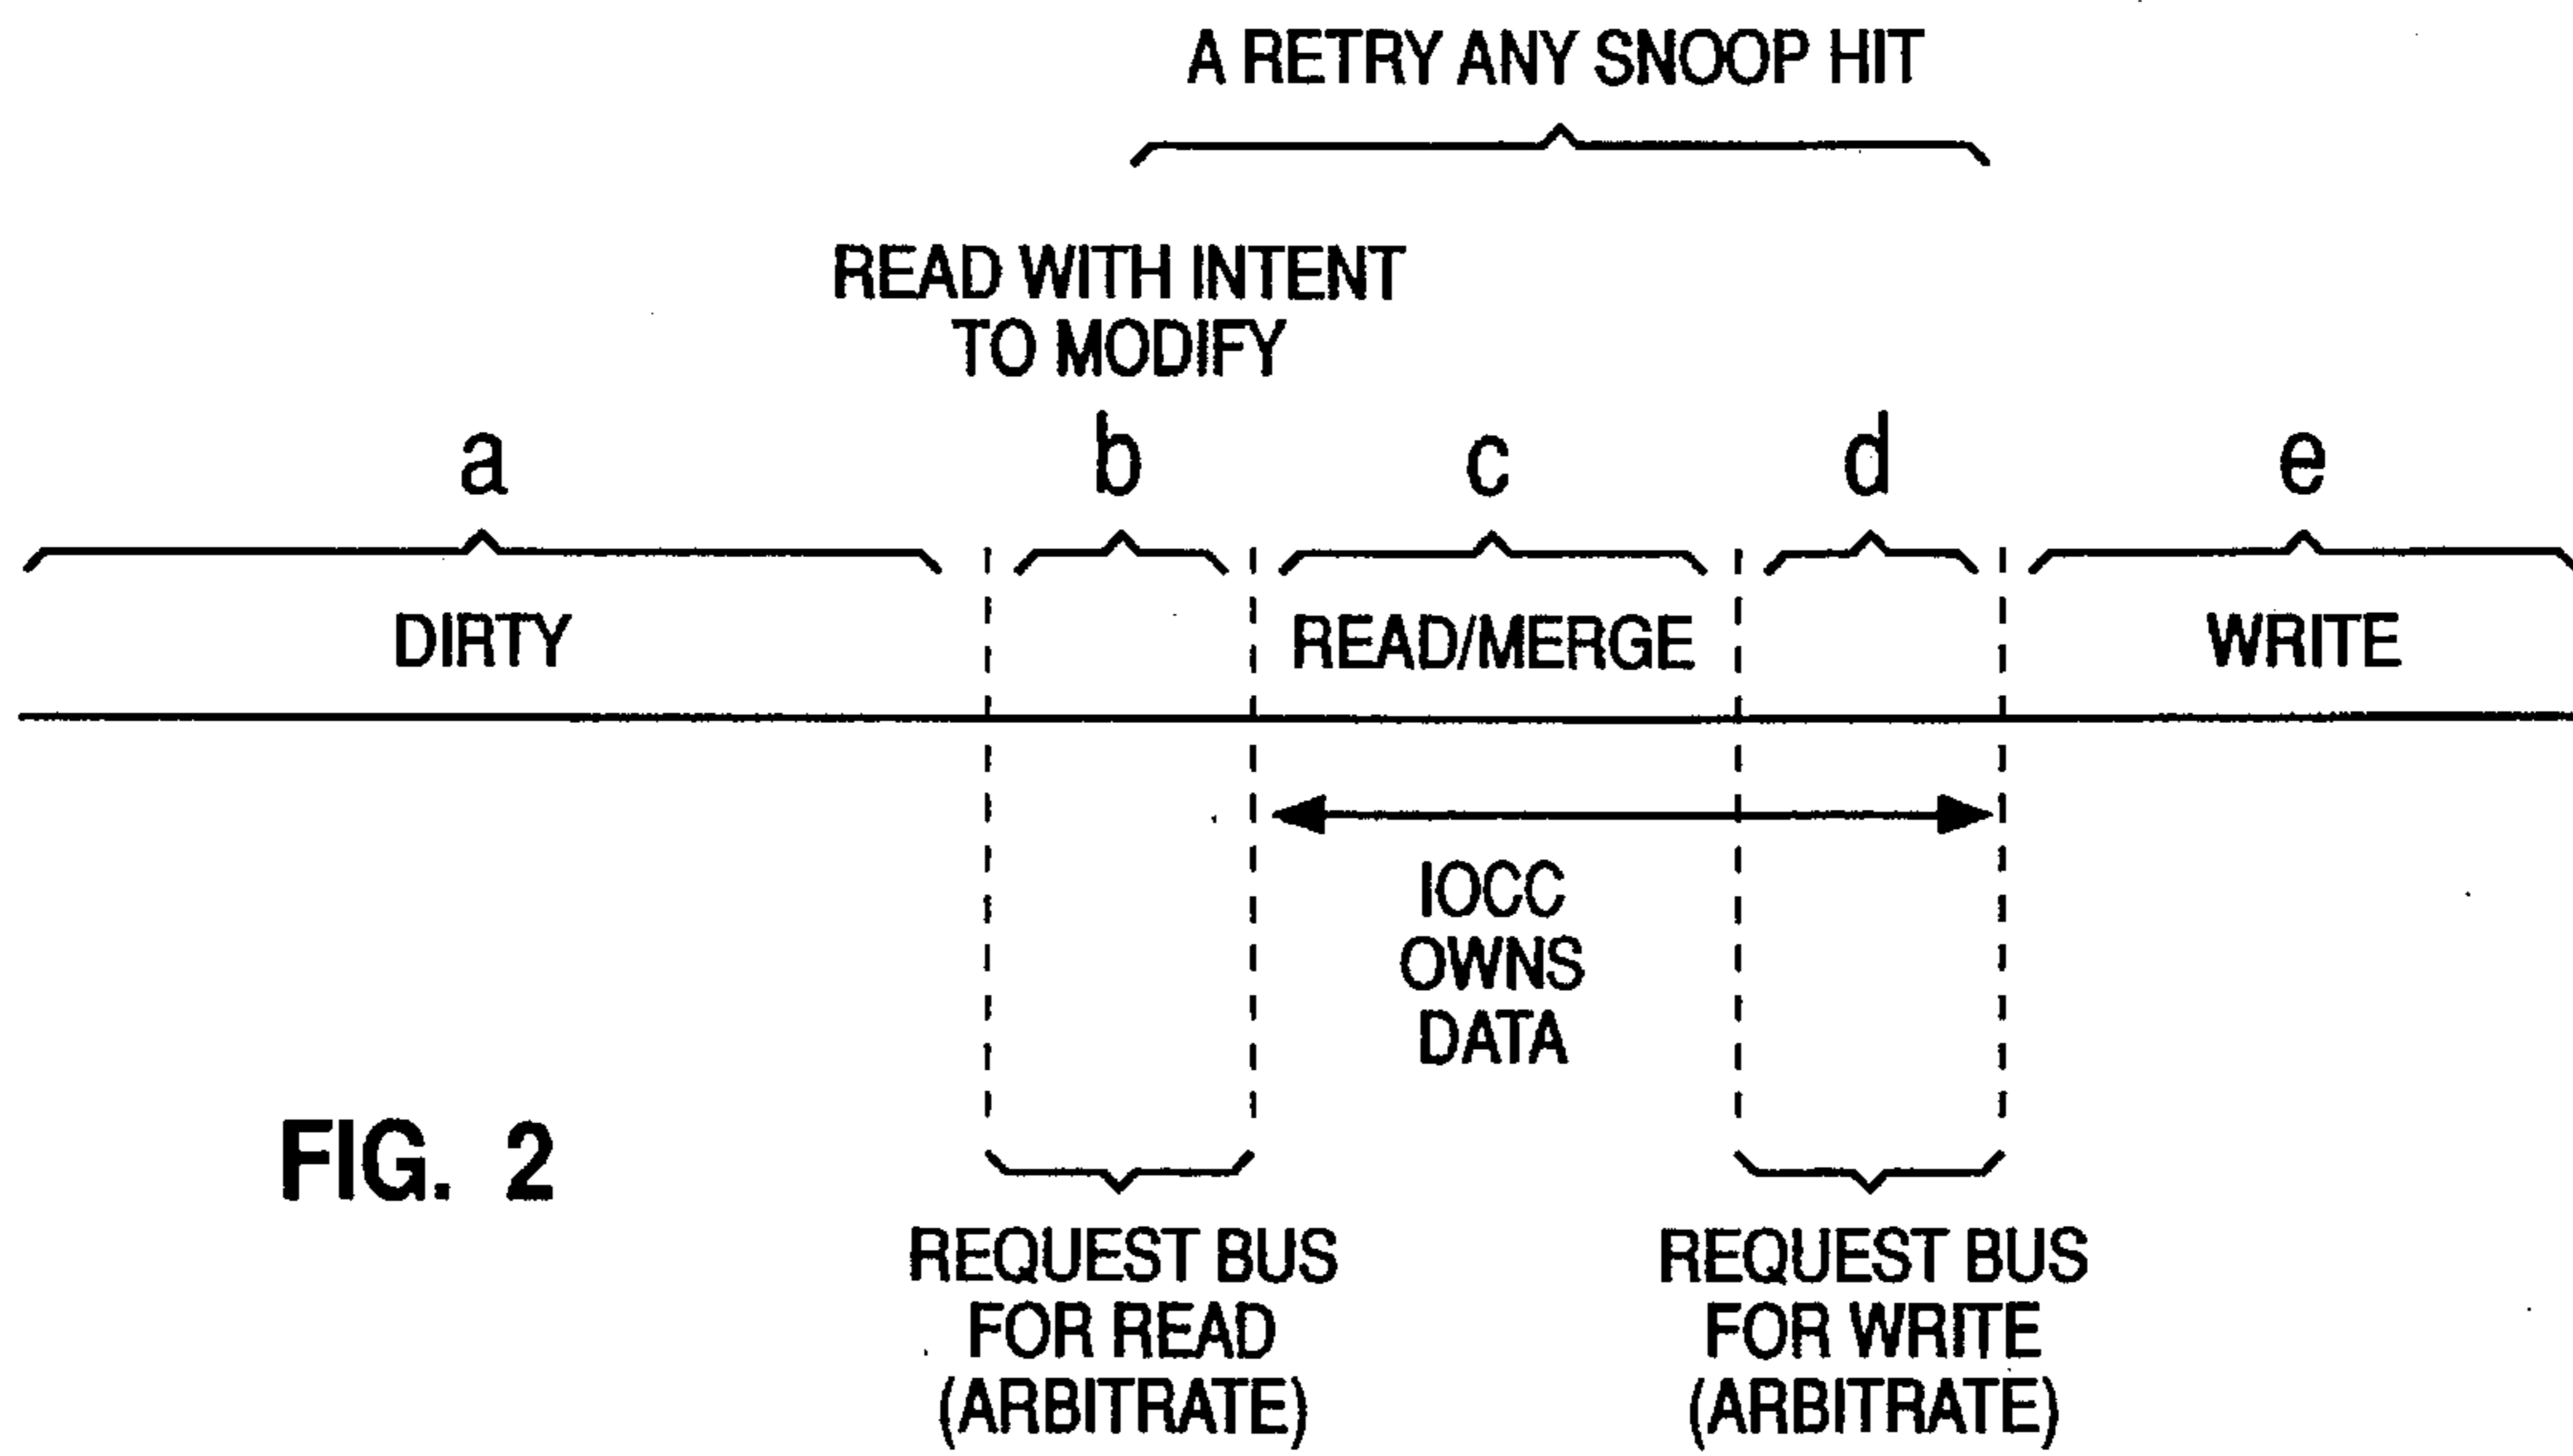 A RETRY ANY SNOOP HIT
READ WITH INTENT
TO MODIFY
a
b
c
d
e
DIRTY
READ/MERGE
WRITE
IOCC
OWNS
DATA
FIG. 2
REQUEST BUS
FOR READ
(ARBITRATE)
REQUEST BUS
FOR WRITE
(ARBITRATE)